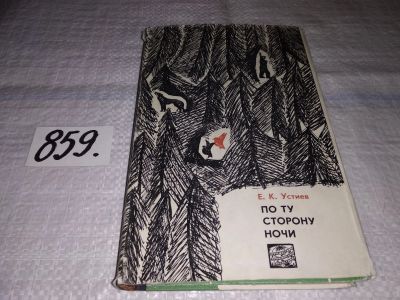 859.
Е. К. Устиев
ПО ТУ
СТОРОНУ
НОЧИ